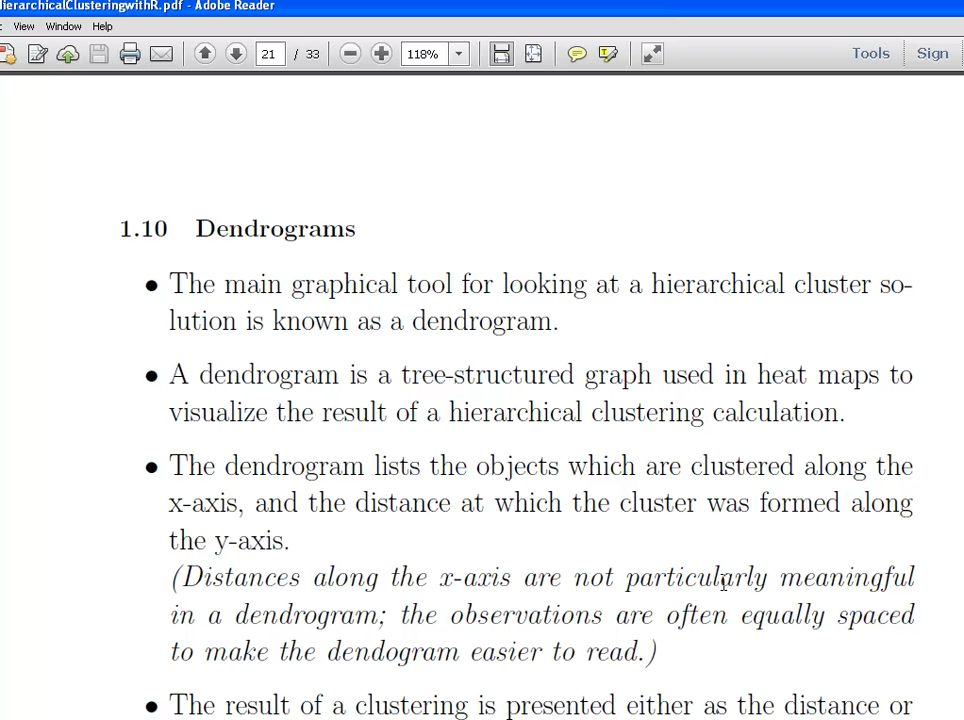 HierarchicalClusteringwithR.pdf - Adobe Reader
View Window Help
21 / 33 118% Tools Sign
1.10 Dendrograms
• The main graphical tool for looking at a hierarchical cluster so-
lution is known as a dendrogram.
• A dendrogram is a tree-structured graph used in heat maps to
visualize the result of a hierarchical clustering calculation.
• The dendrogram lists the objects which are clustered along the
x-axis, and the distance at which the cluster was formed along
the y-axis.
(Distances along the x-axis are not particularly meaningful
in a dendrogram; the observations are often equally spaced
to make the dendogram easier to read.)
• The result of a clustering is presented either as the distance or